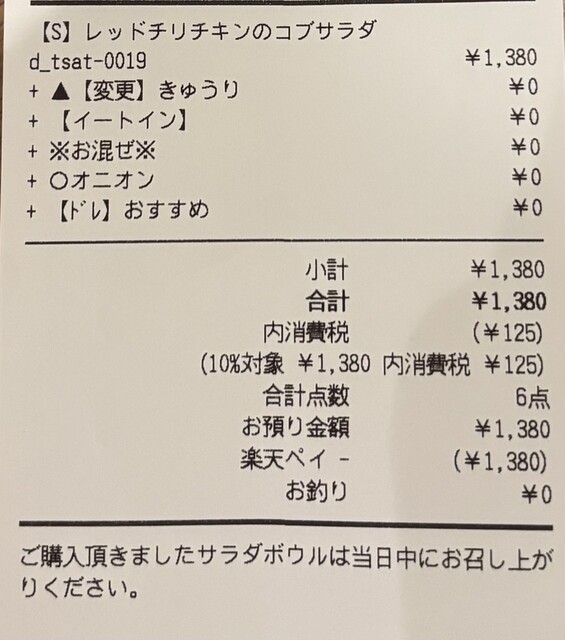 【S】レッドチリチキンのコブサラダ
d_tsat-0019 ¥1,380
+ ▲【変更】きゅうり ¥0
+ 【イートイン】 ¥0
+ ※お混ぜ※ ¥0
+ ○オニオン ¥0
+ 【ﾄﾞﾚ】おすすめ ¥0
小計 ¥1,380
合計 ¥1,380
内消費税 (¥125)
(10%対象 ¥1,380 内消費税 ¥125)
合計点数 6点
お預り金額 ¥1,380
楽天ペイ - (¥1,380)
お釣り ¥0
ご購入頂きましたサラダボウルは当日中にお召し上が
りください。